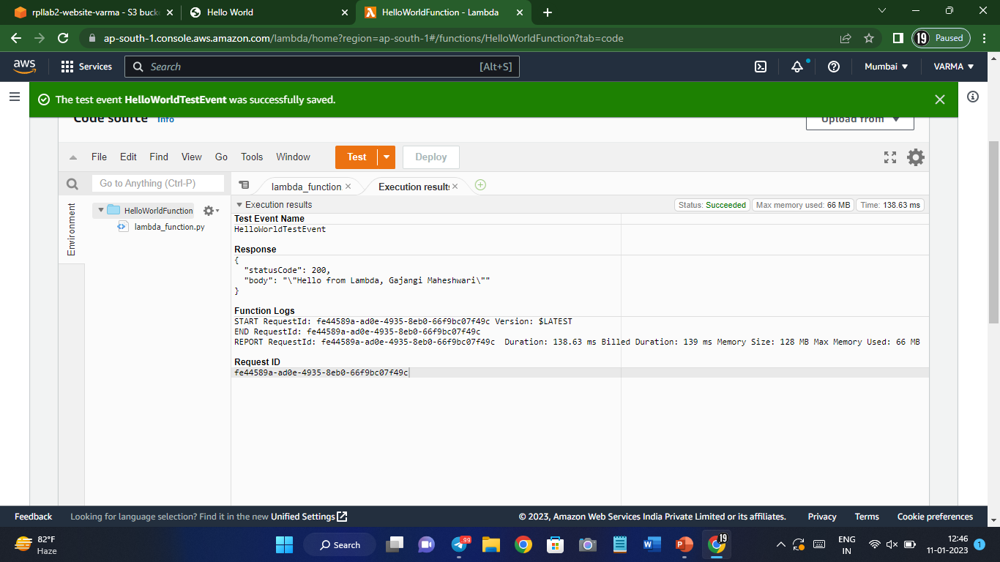 rpllab2-website-varma - S3 buck
Hello World
HelloWorldFunction - Lambda
ap-south-1.console.aws.amazon.com/lambda/home?region=ap-south-1#/functions/HelloWorldFunction?tab=code
19 Paused
aws
Services
Search
[Alt+S]
Mumbai
VARMA
The test event HelloWorldTestEvent was successfully saved.
Code source Info
Upload from
File Edit Find View Go Tools Window
Test
Deploy
Go to Anything (Ctrl-P)
lambda_function
Execution results
Environment
HelloWorldFunction
lambda_function.py
Execution results
Status: Succeeded
Max memory used: 66 MB
Time: 138.63 ms
Test Event Name
HelloWorldTestEvent
Response
{
"statusCode": 200,
"body": "\"Hello from Lambda, Gajangi Maheshwari\""
}
Function Logs
START RequestId: fe44589a-ad0e-4935-8eb0-66f9bc07f49c Version: $LATEST
END RequestId: fe44589a-ad0e-4935-8eb0-66f9bc07f49c
REPORT RequestId: fe44589a-ad0e-4935-8eb0-66f9bc07f49c Duration: 138.63 ms Billed Duration: 139 ms Memory Size: 128 MB Max Memory Used: 66 MB
Request ID
fe44589a-ad0e-4935-8eb0-66f9bc07f49c
Feedback
Looking for language selection? Find it in the new Unified Settings
© 2023, Amazon Web Services India Private Limited or its affiliates.
Privacy
Terms
Cookie preferences
82°F
Haze
Search
99
W
P
19
ENG
IN
12:46
11-01-2023
1